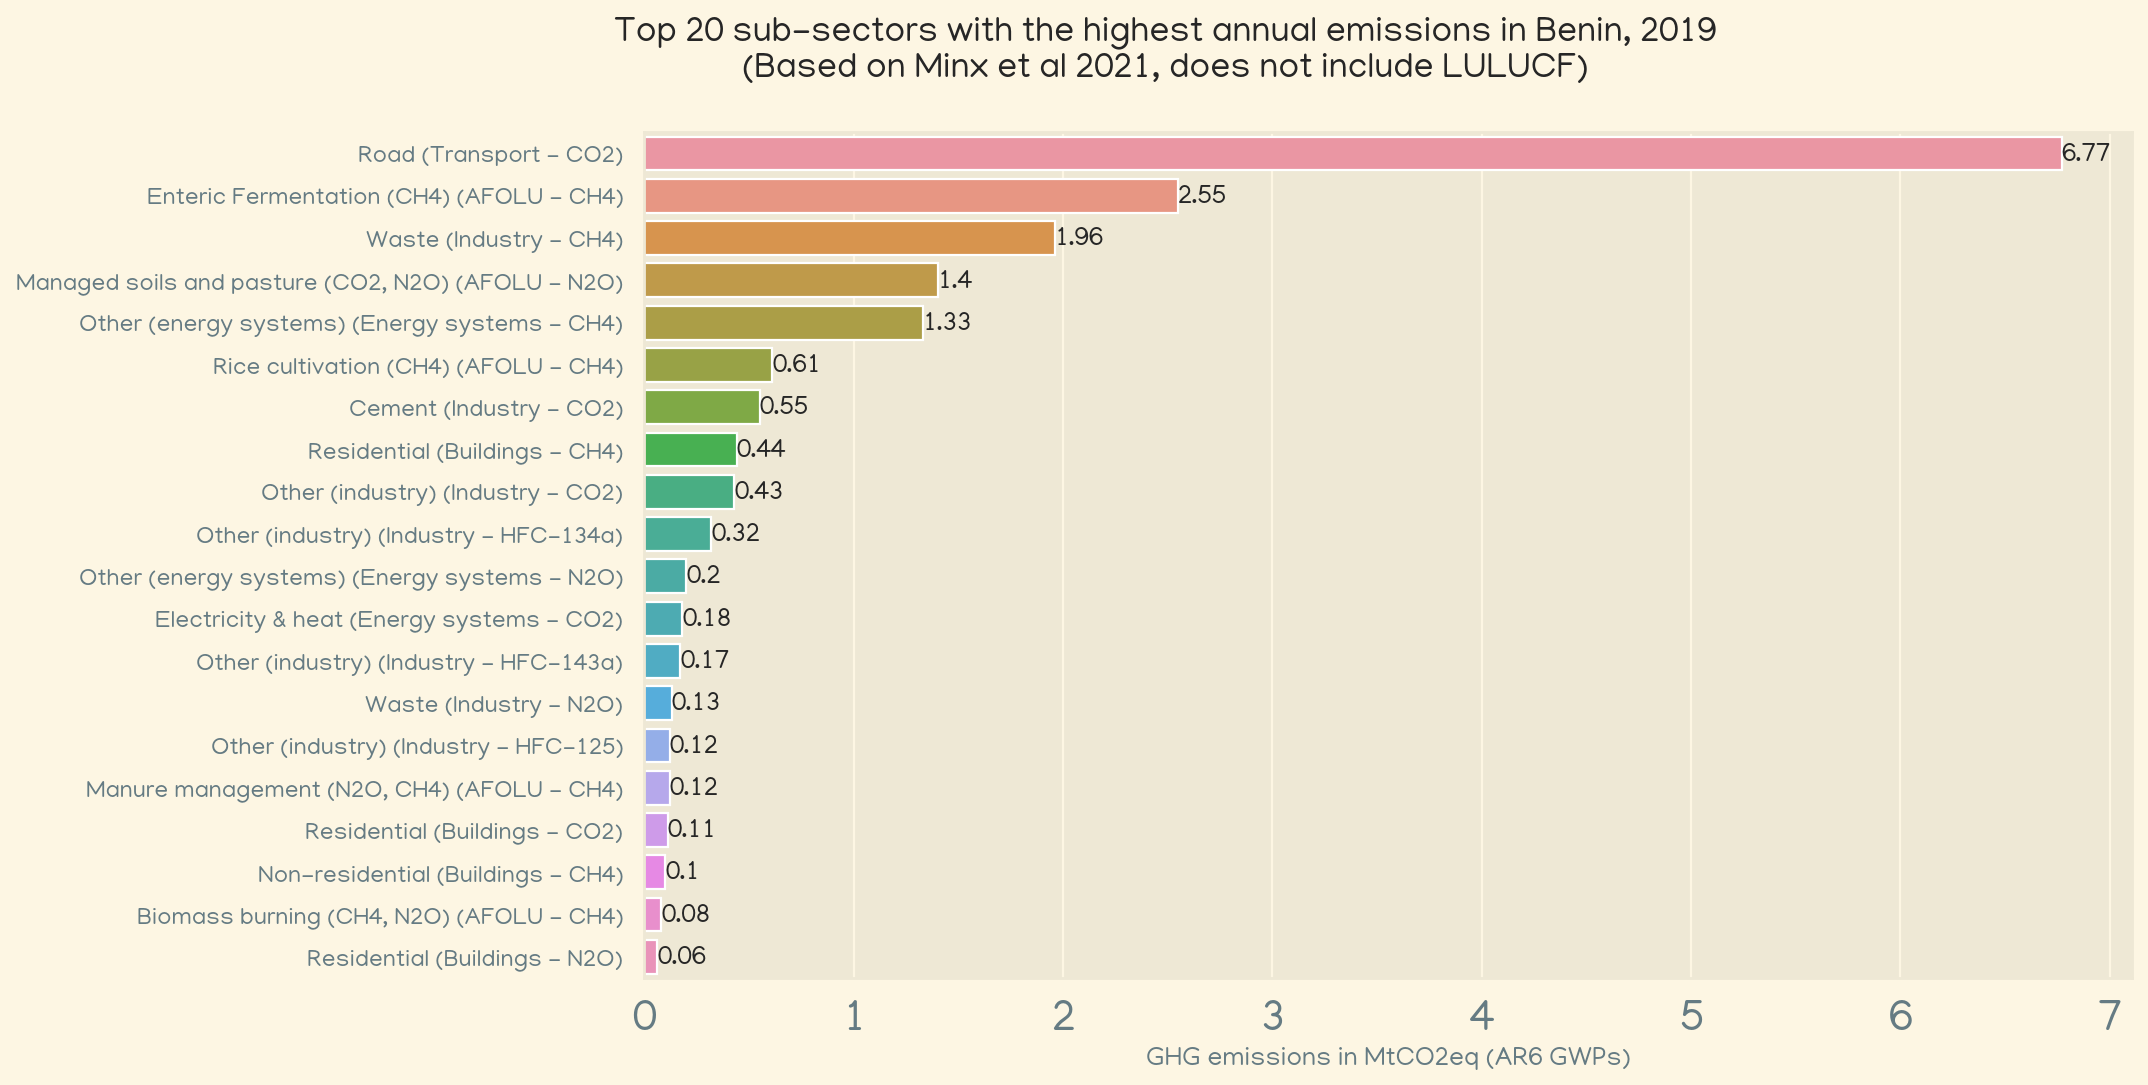 Top 20 sub-sectors with the highest annual emissions in Benin, 2019
(Based on Minx et al 2021, does not include LULUCF)
Road (Transport - CO2) 6.77
Enteric Fermentation (CH4) (AFOLU - CH4) 2.55
Waste (Industry - CH4) 1.96
Managed soils and pasture (CO2, N2O) (AFOLU - N2O) 1.4
Other (energy systems) (Energy systems - CH4) 1.33
Rice cultivation (CH4) (AFOLU - CH4) 0.61
Cement (Industry - CO2) 0.55
Residential (Buildings - CH4) 0.44
Other (industry) (Industry - CO2) 0.43
Other (industry) (Industry - HFC-134a) 0.32
Other (energy systems) (Energy systems - N2O) 0.2
Electricity & heat (Energy systems - CO2) 0.18
Other (industry) (Industry - HFC-143a) 0.17
Waste (Industry - N2O) 0.13
Other (industry) (Industry - HFC-125) 0.12
Manure management (N2O, CH4) (AFOLU - CH4) 0.12
Residential (Buildings - CO2) 0.11
Non-residential (Buildings - CH4) 0.1
Biomass burning (CH4, N2O) (AFOLU - CH4) 0.08
Residential (Buildings - N2O) 0.06
0 1 2 3 4 5 6 7
GHG emissions in MtCO2eq (AR6 GWPs)